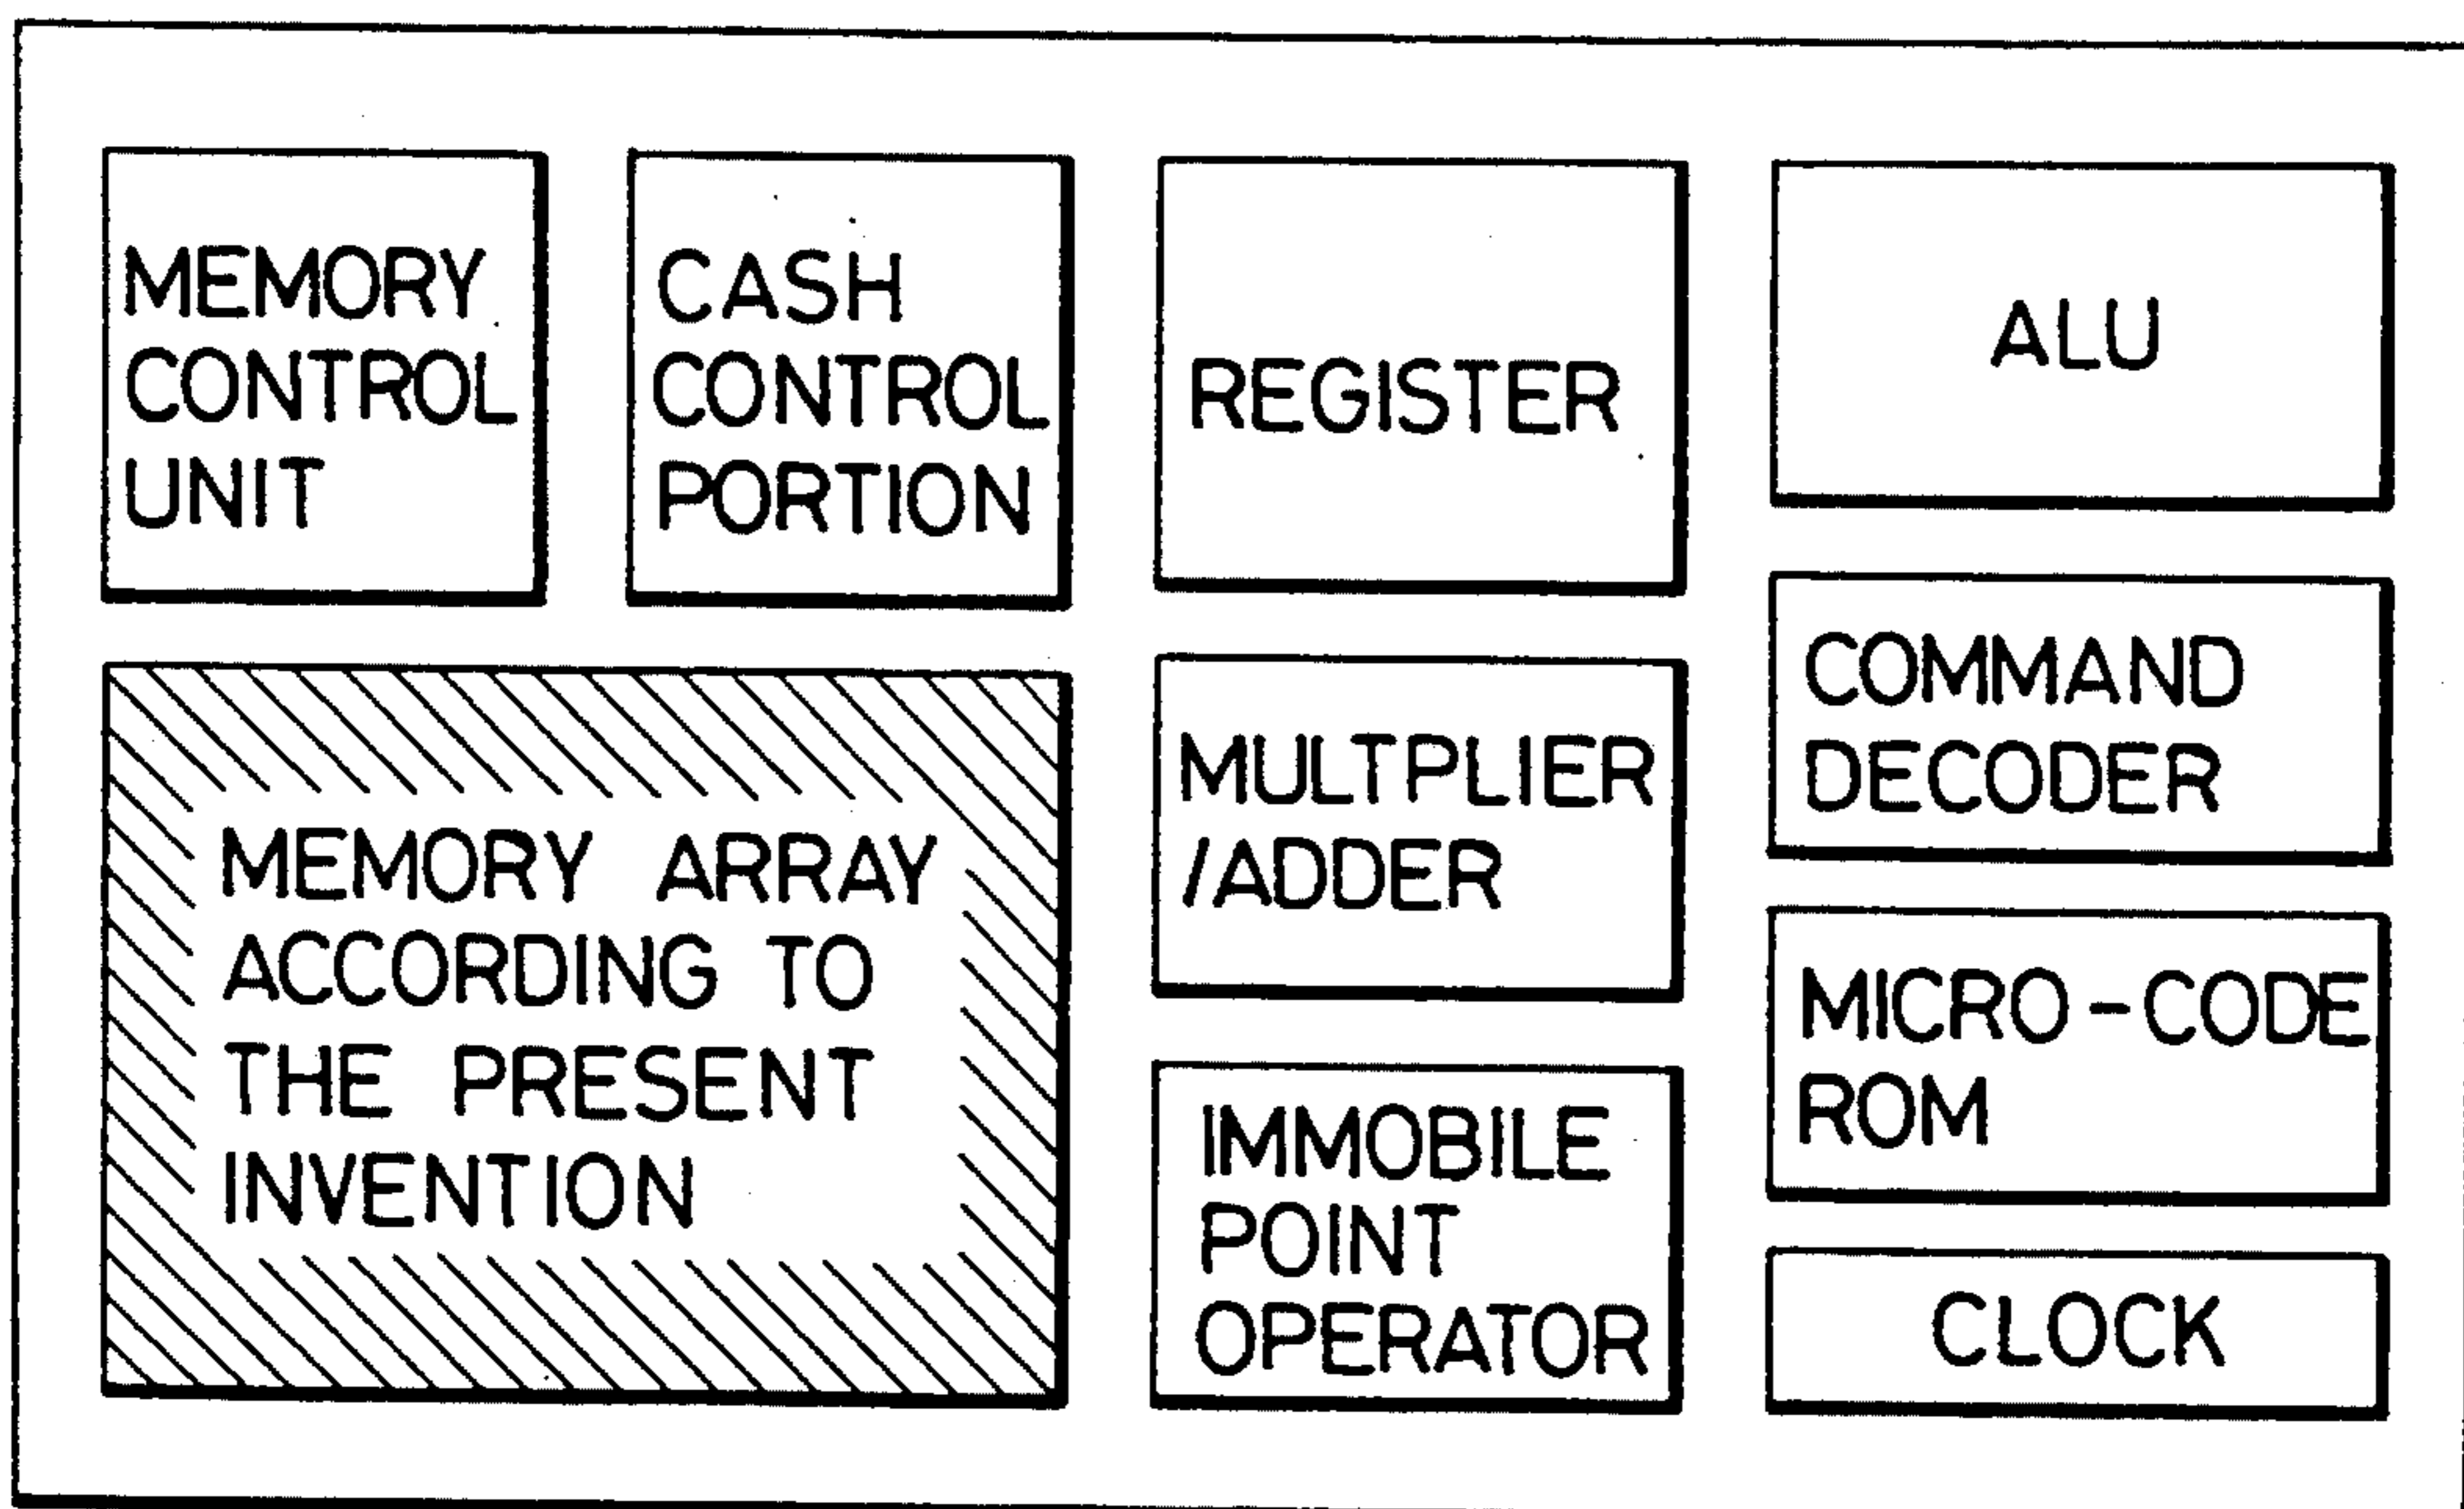 MEMORY
CONTROL
UNIT
CASH
CONTROL
PORTION
REGISTER
ALU
MEMORY ARRAY
ACCORDING TO
THE PRESENT
INVENTION
MULTPLIER
/ADDER
IMMOBILE
POINT
OPERATOR
COMMAND
DECODER
MICRO-CODE
ROM
CLOCK